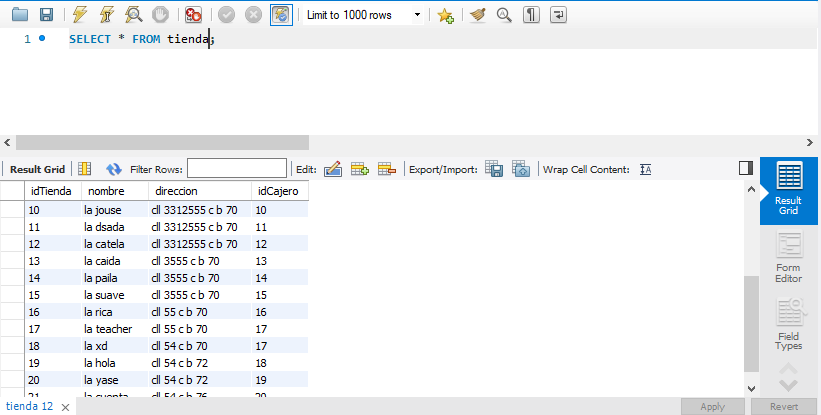 Limit to 1000 rows
1 SELECT * FROM tienda;
Result Grid Filter Rows: Edit: Export/Import: Wrap Cell Content:
idTienda nombre direccion idCajero
10 la jouse cll 3312555 c b 70 10
11 la dsada cll 3312555 c b 70 11
12 la catela cll 3312555 c b 70 12
13 la caida cll 3555 c b 70 13
14 la paila cll 3555 c b 70 14
15 la suave cll 3555 c b 70 15
16 la rica cll 55 c b 70 16
17 la teacher cll 55 c b 70 17
18 la xd cll 54 c b 70 17
19 la hola cll 54 c b 72 18
20 la yase cll 54 c b 72 19
Result
Grid
Form
Editor
Field
Types
tienda 12
Apply Revert